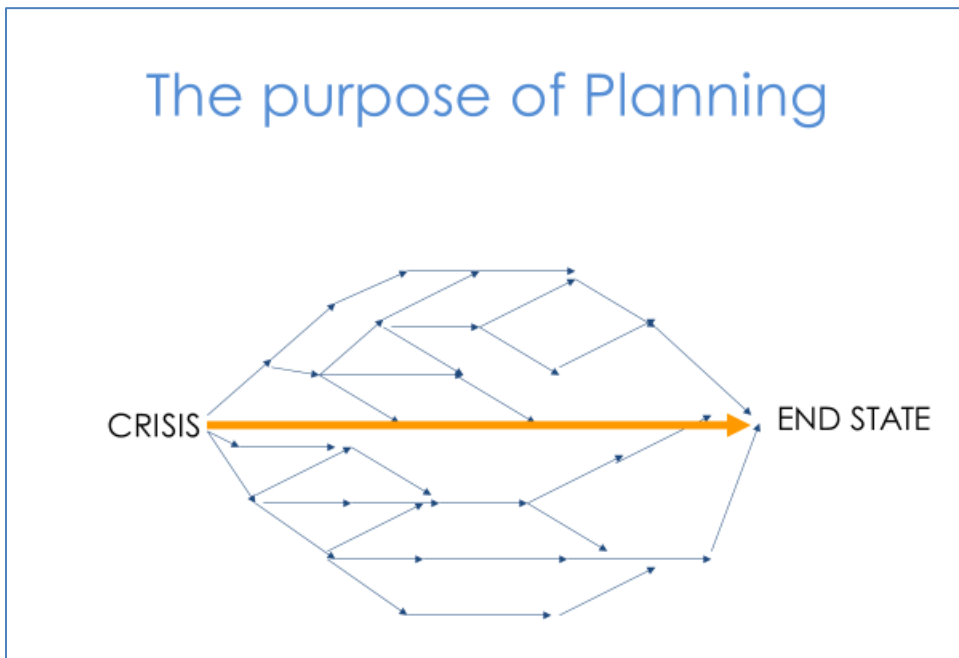 The purpose of Planning
CRISIS
END STATE